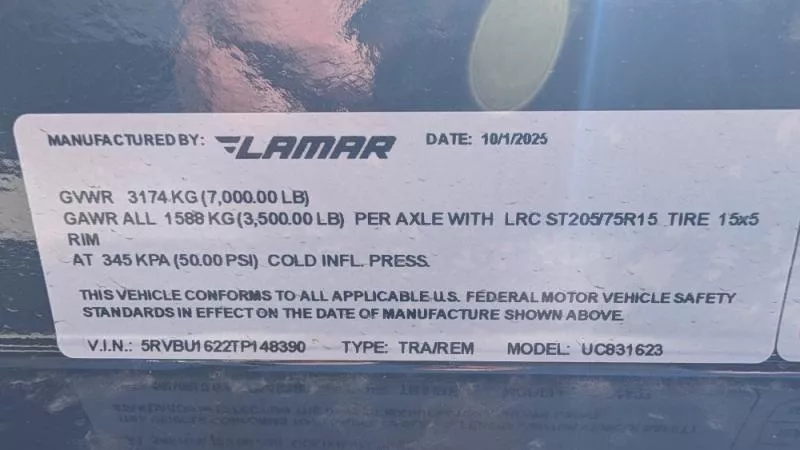 MANUFACTURED BY: LAMAR DATE: 10/1/2025
GVWR 3174 KG (7,000.00 LB)
GAWR ALL 1588 KG (3,500.00 LB) PER AXLE WITH LRC ST205/75R15 TIRE 15x5
RIM
AT 345 KPA (50.00 PSI) COLD INFL. PRESS.
THIS VEHICLE CONFORMS TO ALL APPLICABLE U.S. FEDERAL MOTOR VEHICLE SAFETY
STANDARDS IN EFFECT ON THE DATE OF MANUFACTURE SHOWN ABOVE.
V.I.N.: 5RVBU1622TP148390 TYPE: TRA/REM MODEL: UC831623